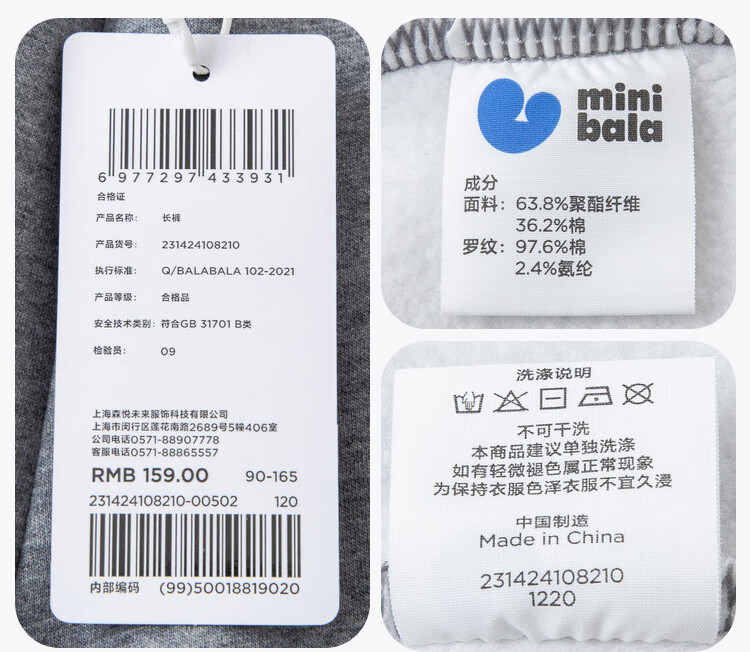 6 977297 433931
合格证
产品名称: 长裤
产品货号: 231424108210
执行标准: Q/BALABALA 102-2021
产品等级: 合格品
安全技术类别: 符合GB 31701 B类
检验员: 09
上海森悦未来服饰科技有限公司
上海市闵行区莲花南路2689号5幢406室
公司电话0571-88907778
客服电话0571-88865557
RMB 159.00 90-165
231424108210-00502 120
内部编码 (99)50018819020
mini
bala
成分
面料: 63.8%聚酯纤维
36.2%棉
罗纹: 97.6%棉
2.4%氨纶
洗涤说明
不可干洗
本商品建议单独洗涤
如有轻微褪色属正常现象
为保持衣服色泽衣服不宜久浸
中国制造
Made in China
231424108210
1220